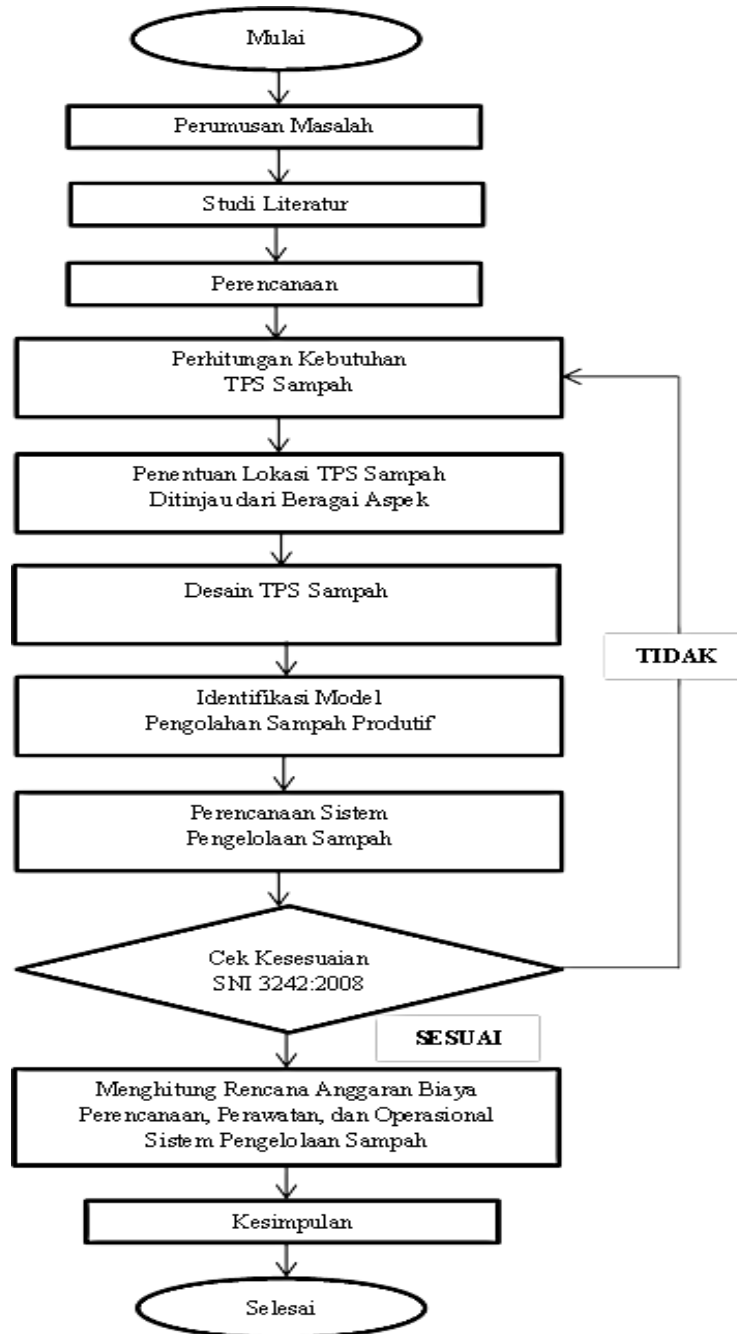 Mulai
Perumusan Masalah
Studi Literatur
Perencanaan
Perhitungan Kebutuhan
TPS Sampah
Penentuan Lokasi TPS Sampah
Ditinjau dari Beragai Aspek
Desain TPS Sampah
TIDAK
Identifikasi Model
Pengolahan Sampah Produtif
Perencanaan Sistem
Pengelolaan Sampah
Cek Kesesuaian
SNI 3242:2008
SESUAI
Menghitung Rencana Anggaran Biaya
Perencanaan, Perawatan, dan Operasional
Sistem Pengelolaan Sampah
Kesimpulan
Selesai